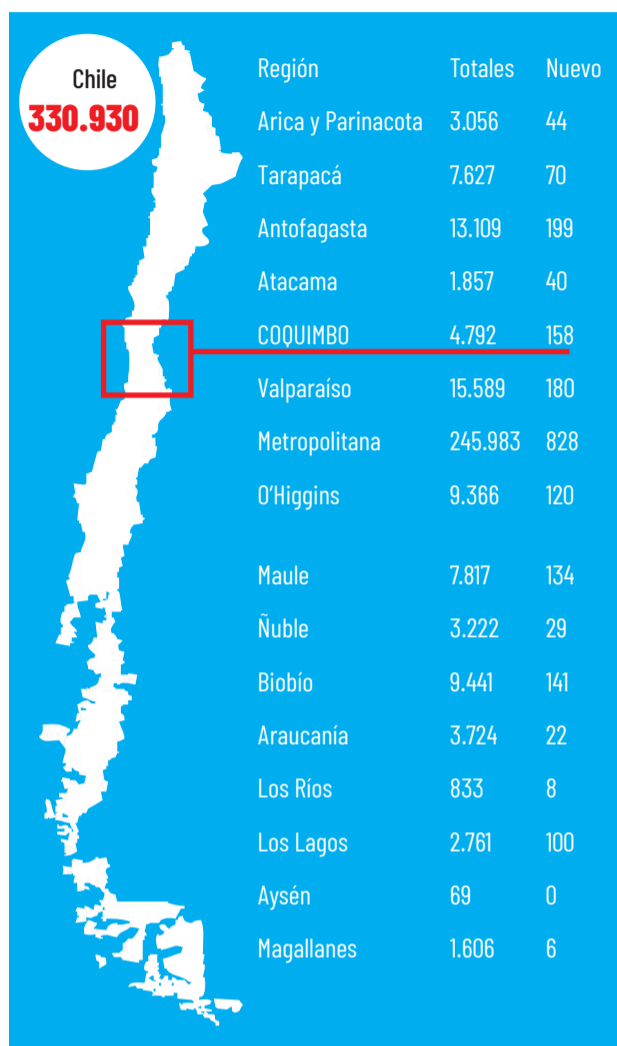 Chile
330.930
Región Totales Nuevo
Arica y Parinacota 3.056 44
Tarapacá 7.627 70
Antofagasta 13.109 199
Atacama 1.857 40
COQUIMBO 4.792 158
Valparaíso 15.589 180
Metropolitana 245.983 828
O’Higgins 9.366 120
Maule 7.817 134
Ñuble 3.222 29
Biobío 9.441 141
Araucanía 3.724 22
Los Ríos 833 8
Los Lagos 2.761 100
Aysén 69 0
Magallanes 1.606 6